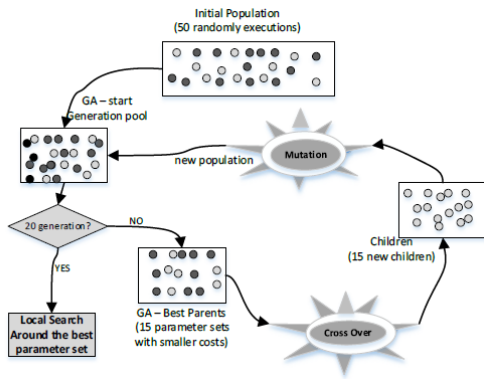 Initial Population
(50 randomly executions)
GA – start
Generation pool
Mutation
new population
20 generation?
NO
YES
Children
(15 new children)
GA – Best Parents
(15 parameter sets
with smaller costs)
Cross Over
Local Search
Around the best
parameter set